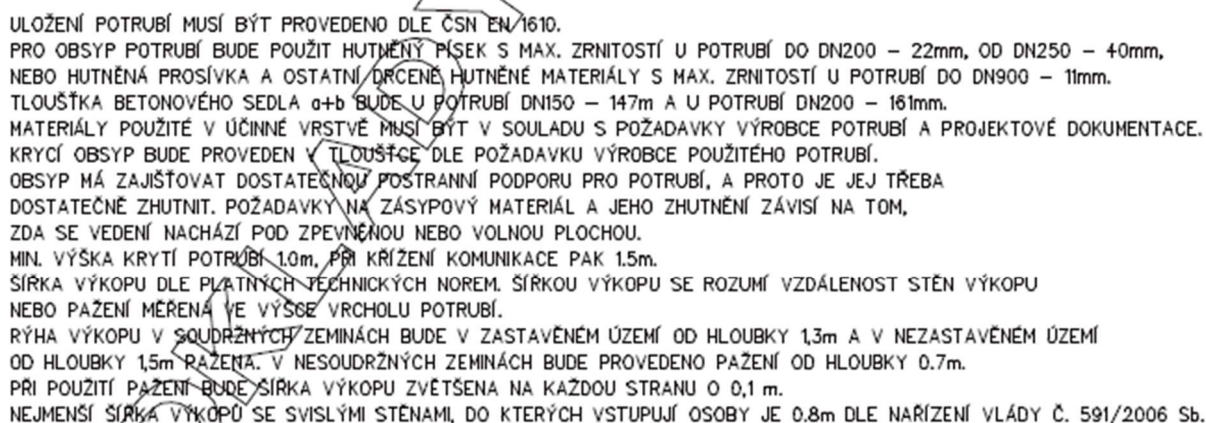 ULOŽENÍ POTRUBÍ MUSÍ BÝT PROVEDENO DLE ČSN EN 1610.
PRO OBSYP POTRUBÍ BUDE POUŽIT HUTNĚNÝ PÍSEK S MAX. ZRNITOSTÍ U POTRUBÍ DO DN200 – 22mm, OD DN250 – 40mm,
NEBO HUTNĚNÁ PROSÍVKA A OSTATNÍ DRCENÉ HUTNĚNÉ MATERIÁLY S MAX. ZRNITOSTÍ U POTRUBÍ DO DN900 – 11mm.
TLOUŠŤKA BETONOVÉHO SEDLA a+b BUDE U POTRUBÍ DN150 – 147m A U POTRUBÍ DN200 – 161mm.
MATERIÁLY POUŽITÉ V ÚČINNÉ VRSTVĚ MUSÍ BÝT V SOULADU S POŽADAVKY VÝROBCE POTRUBÍ A PROJEKTOVÉ DOKUMENTACE.
KRYCÍ OBSYP BUDE PROVEDEN V TLOUŠŤCE DLE POŽADAVKU VÝROBCE POUŽITÉHO POTRUBÍ.
OBSYP MÁ ZAJIŠŤOVAT DOSTATEČNOU POSTRANNÍ PODPORU PRO POTRUBÍ, A PROTO JE JEJ TŘEBA
DOSTATEČNĚ ZHUTNIT. POŽADAVKY NA ZÁSYPOVÝ MATERIÁL A JEHO ZHUTNĚNÍ ZÁVISÍ NA TOM,
ZDA SE VEDENÍ NACHÁZÍ POD ZPEVNĚNOU NEBO VOLNOU PLOCHOU.
MIN. VÝŠKA KRYTÍ POTRUBÍ 1.0m, PŘI KŘÍŽENÍ KOMUNIKACE PAK 1.5m.
ŠÍŘKA VÝKOPU DLE PLATNÝCH TECHNICKÝCH NOREM. ŠÍŘKOU VÝKOPU SE ROZUMÍ VZDÁLENOST STĚN VÝKOPU
NEBO PAŽENÍ MĚŘENÁ VE VÝŠCE VRCHOLU POTRUBÍ.
RÝHA VÝKOPU V SOUDRŽNÝCH ZEMINÁCH BUDE V ZASTAVĚNÉM ÚZEMÍ OD HLOUBKY 1,3m A V NEZASTAVĚNÉM ÚZEMÍ
OD HLOUBKY 1,5m PAŽENA. V NESOUDRŽNÝCH ZEMINÁCH BUDE PROVEDENO PAŽENÍ OD HLOUBKY 0.7m.
PŘI POUŽITÍ PAŽENÍ BUDE ŠÍŘKA VÝKOPU ZVĚTŠENA NA KAŽDOU STRANU O 0,1 m.
NEJMENŠÍ ŠÍŘKA VÝKOPŮ SE SVISLÝMI STĚNAMI, DO KTERÝCH VSTUPUJÍ OSOBY JE 0.8m DLE NAŘÍZENÍ VLÁDY Č. 591/2006 Sb.